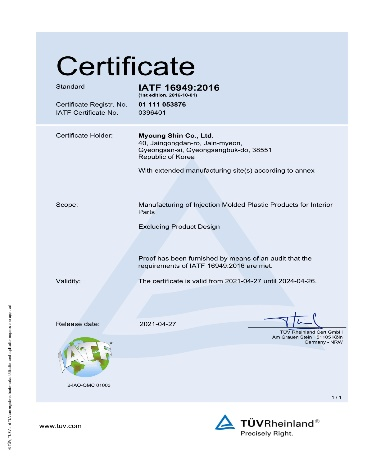 Certificate
Standard IATF 16949:2016
(1st edition, 2016-10-01)
Certificate Registr. No. 01 111 053876
IATF Certificate No. 0396401
Certificate Holder: Myoung Shin Co., Ltd.
40, Jaingongdan-ro, Jain-myeon,
Gyeongsan-si, Gyeongsangbuk-do, 38551
Republic of Korea
With extended manufacturing site(s) according to annex
Scope: Manufacturing of Injection Molded Plastic Products for Interior
Parts
Excluding Product Design
Proof has been furnished by means of an audit that the
requirements of IATF 16949:2016 are met.
Validity: The certificate is valid from 2021-04-27 until 2024-04-26.
Release date: 2021-04-27
TÜV Rheinland Cert GmbH
Am Grauen Stein · 51105 Köln
Germany - NRW
IATF
1 / 1
www.tuv.com
TÜVRheinland®
Precisely Right.